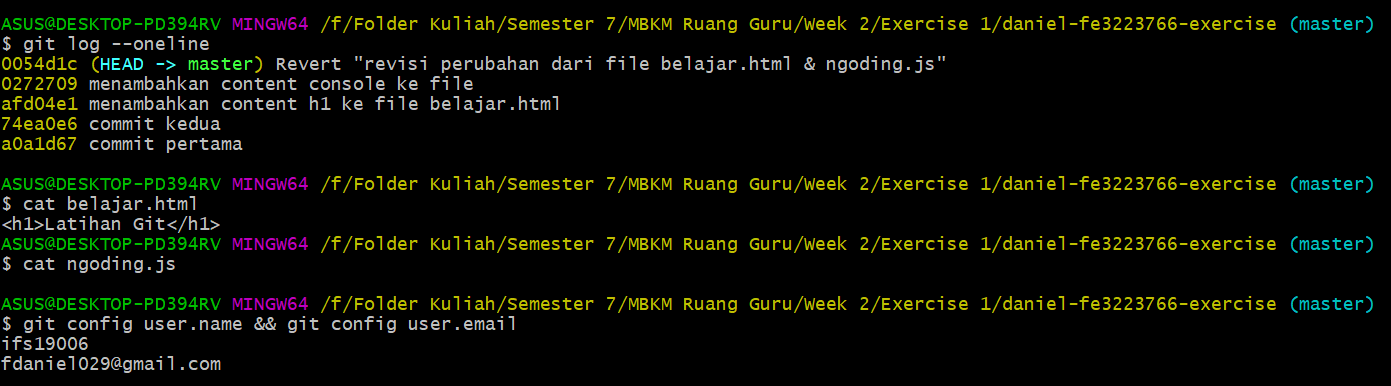 ASUS@DESKTOP-PD394RV MINGW64 /f/Folder Kuliah/Semester 7/MBKM Ruang Guru/Week 2/Exercise 1/daniel-fe3223766-exercise (master)
$ git log --oneline
0054d1c (HEAD -> master) Revert "revisi perubahan dari file belajar.html & ngoding.js"
0272709 menambahkan content console ke file
afd04e1 menambahkan content h1 ke file belajar.html
74ea0e6 commit kedua
a0a1d67 commit pertama
ASUS@DESKTOP-PD394RV MINGW64 /f/Folder Kuliah/Semester 7/MBKM Ruang Guru/Week 2/Exercise 1/daniel-fe3223766-exercise (master)
$ cat belajar.html
<h1>Latihan Git</h1>
ASUS@DESKTOP-PD394RV MINGW64 /f/Folder Kuliah/Semester 7/MBKM Ruang Guru/Week 2/Exercise 1/daniel-fe3223766-exercise (master)
$ cat ngoding.js
ASUS@DESKTOP-PD394RV MINGW64 /f/Folder Kuliah/Semester 7/MBKM Ruang Guru/Week 2/Exercise 1/daniel-fe3223766-exercise (master)
$ git config user.name && git config user.email
ifs19006
fdaniel029@gmail.com